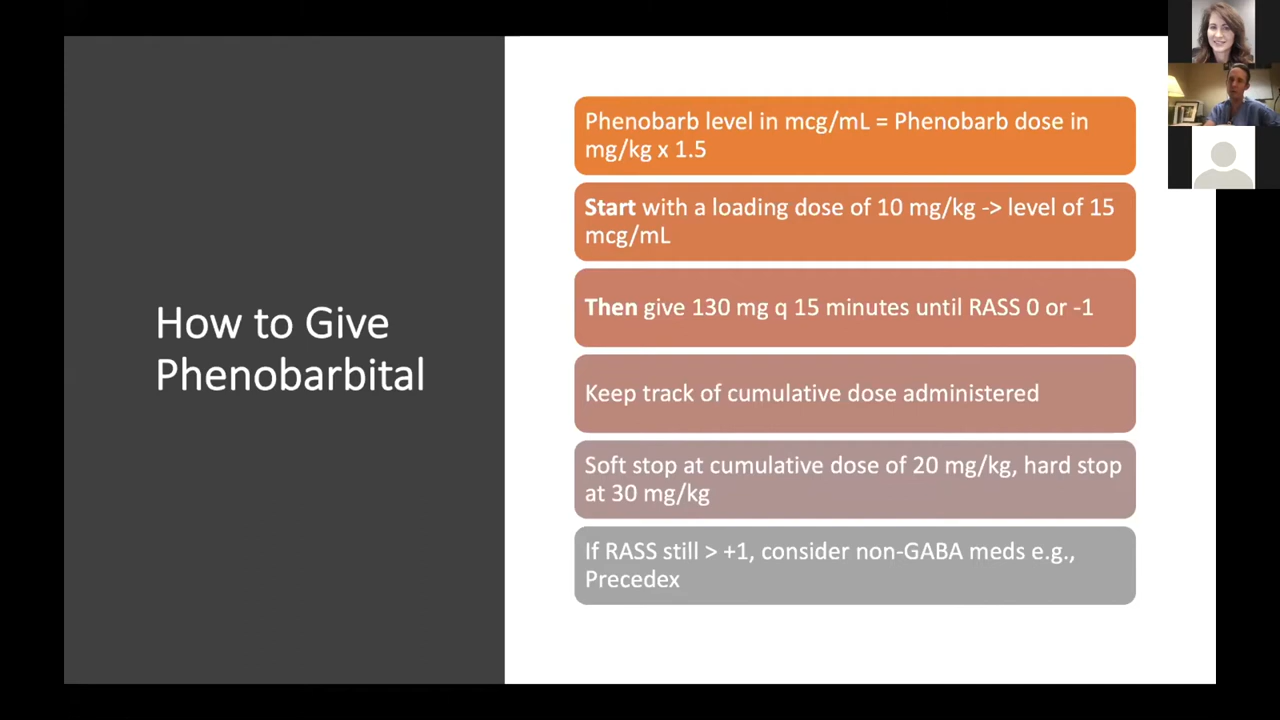 How to Give
Phenobarbital
Phenobarb level in mcg/mL = Phenobarb dose in
mg/kg x 1.5
Start with a loading dose of 10 mg/kg -> level of 15
mcg/mL
Then give 130 mg q 15 minutes until RASS 0 or -1
Keep track of cumulative dose administered
Soft stop at cumulative dose of 20 mg/kg, hard stop
at 30 mg/kg
If RASS still > +1, consider non-GABA meds e.g.,
Precedex